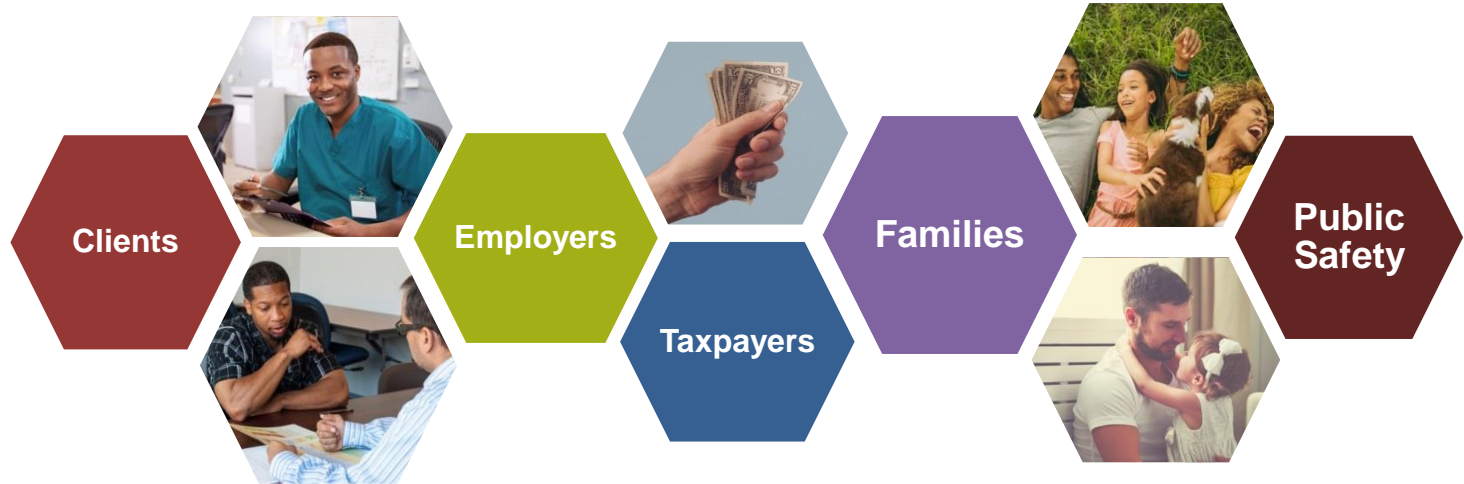 Clients
Employers
Taxpayers
Families
Public
Safety